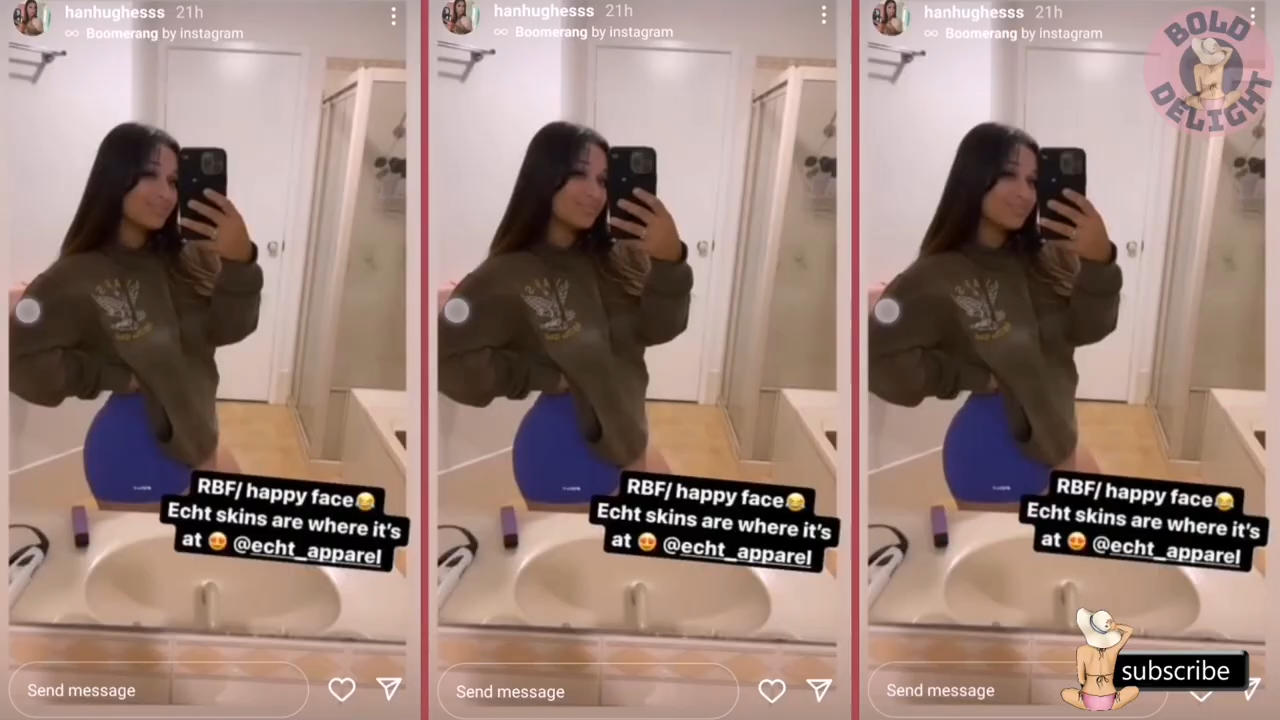 hanhughesss 21h
∞ Boomerang by instagram
RBF/ happy face😂
Echt skins are where it's
at 😍 @echt_apparel
Send message
hanhughesss 21h
∞ Boomerang by instagram
RBF/ happy face😂
Echt skins are where it's
at 😍 @echt_apparel
Send message
hanhughesss 21h
∞ Boomerang by instagram
RBF/ happy face😂
Echt skins are where it's
at 😍 @echt_apparel
Send message
BOLD
DELIGHT
subscribe